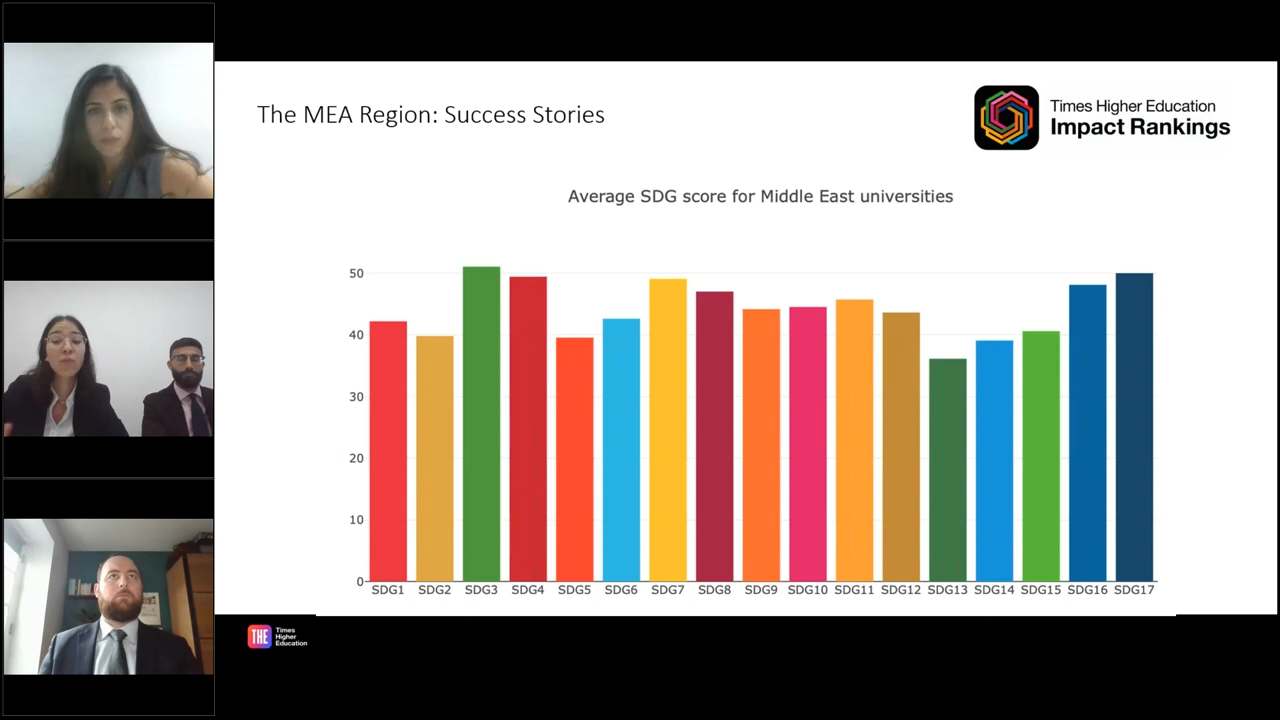 The MEA Region: Success Stories
Times Higher Education
Impact Rankings
Average SDG score for Middle East universities
50
40
30
20
10
0
SDG1 SDG2 SDG3 SDG4 SDG5 SDG6 SDG7 SDG8 SDG9 SDG10 SDG11 SDG12 SDG13 SDG14 SDG15 SDG16 SDG17
THE
Times
Higher
Education